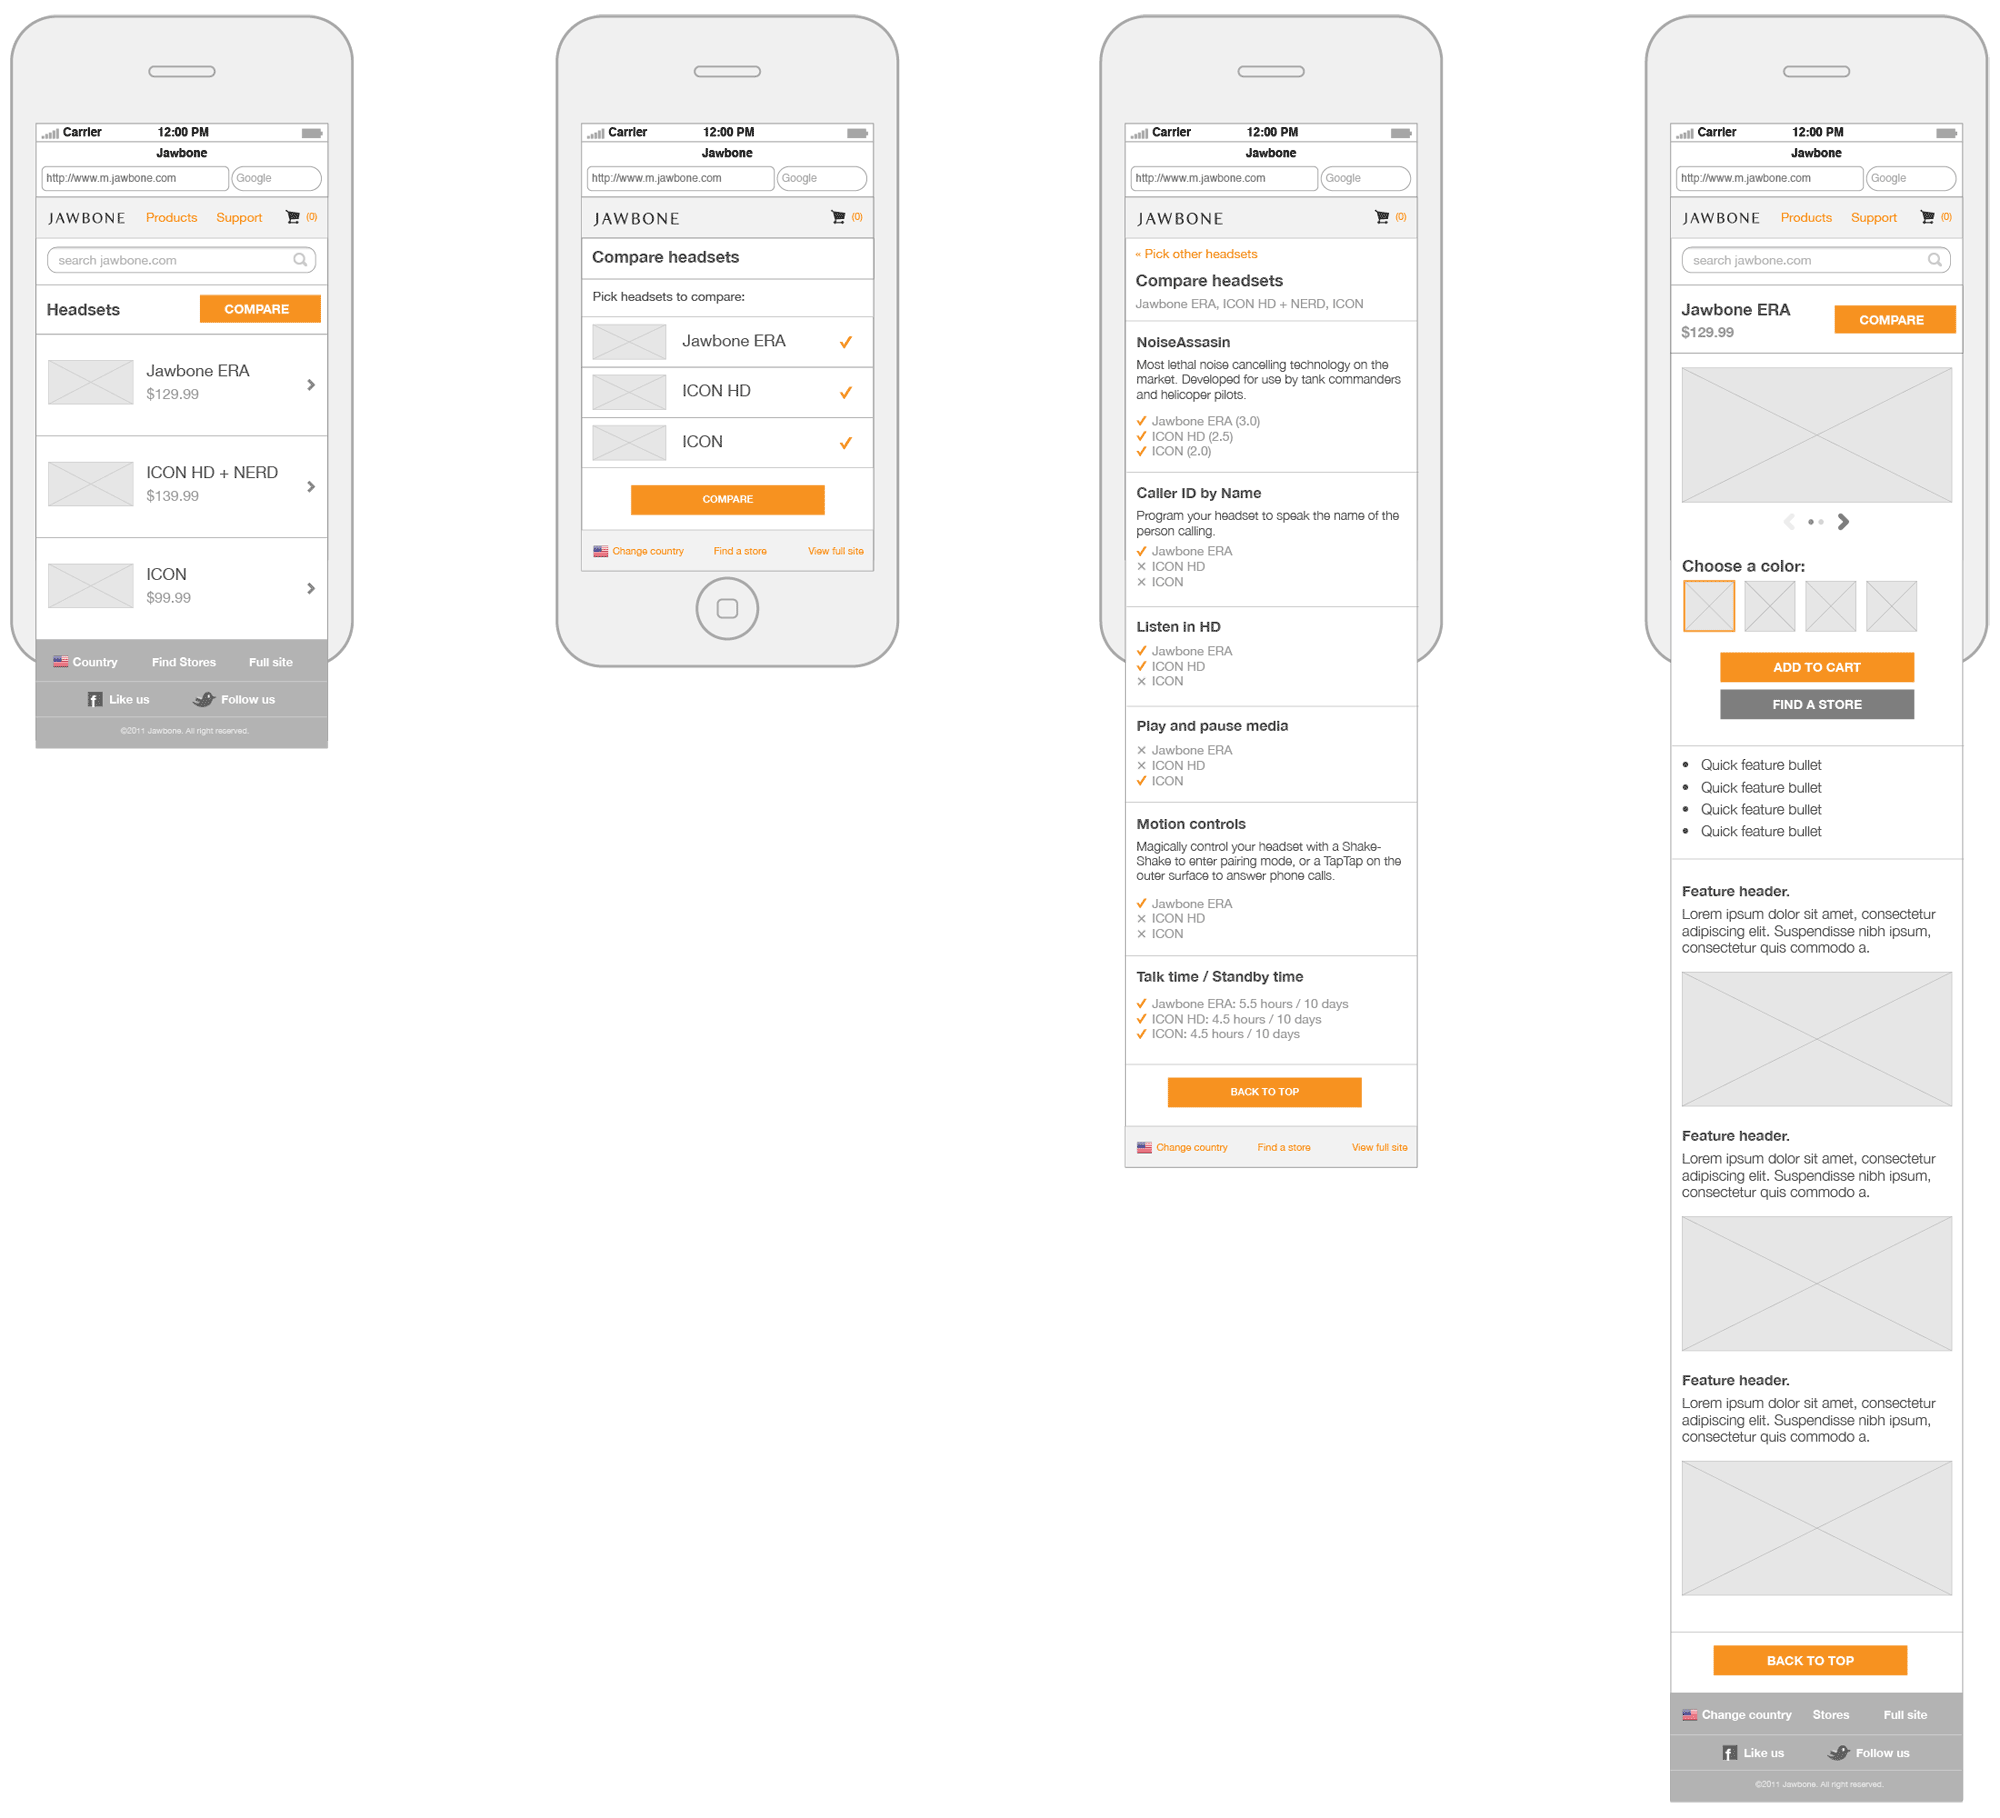 Carrier 12:00 PM
Jawbone
http://www.m.jawbone.com Google
JAWBONE Products Support (0)
search jawbone.com
Headsets COMPARE
Jawbone ERA
$129.99
ICON HD + NERD
$139.99
ICON
$99.99
Country Find Stores Full site
f Like us Follow us
©2011 Jawbone. All right reserved.
Carrier 12:00 PM
Jawbone
http://www.m.jawbone.com Google
JAWBONE (0)
Compare headsets
Pick headsets to compare:
Jawbone ERA
ICON HD
ICON
COMPARE
Change country Find a store View full site
Carrier 12:00 PM
Jawbone
http://www.m.jawbone.com Google
JAWBONE (0)
« Pick other headsets
Compare headsets
Jawbone ERA, ICON HD + NERD, ICON
NoiseAssasin
Most lethal noise cancelling technology on the
market. Developed for use by tank commanders
and helicoper pilots.
✓ Jawbone ERA (3.0)
✓ ICON HD (2.5)
✓ ICON (2.0)
Caller ID by Name
Program your headset to speak the name of the
person calling.
✓ Jawbone ERA
× ICON HD
× ICON
Listen in HD
✓ Jawbone ERA
✓ ICON HD
× ICON
Play and pause media
× Jawbone ERA
× ICON HD
✓ ICON
Motion controls
Magically control your headset with a Shake-
Shake to enter pairing mode, or a TapTap on the
outer surface to answer phone calls.
✓ Jawbone ERA
× ICON HD
× ICON
Talk time / Standby time
✓ Jawbone ERA: 5.5 hours / 10 days
✓ ICON HD: 4.5 hours / 10 days
✓ ICON: 4.5 hours / 10 days
BACK TO TOP
Change country Find a store View full site
Carrier 12:00 PM
Jawbone
http://www.m.jawbone.com Google
JAWBONE Products Support (0)
search jawbone.com
Jawbone ERA COMPARE
$129.99
Choose a color:
ADD TO CART
FIND A STORE
• Quick feature bullet
• Quick feature bullet
• Quick feature bullet
• Quick feature bullet
Feature header.
Lorem ipsum dolor sit amet, consectetur
adipiscing elit. Suspendisse nibh ipsum,
consectetur quis commodo a.
Feature header.
Lorem ipsum dolor sit amet, consectetur
adipiscing elit. Suspendisse nibh ipsum,
consectetur quis commodo a.
Feature header.
Lorem ipsum dolor sit amet, consectetur
adipiscing elit. Suspendisse nibh ipsum,
consectetur quis commodo a.
BACK TO TOP
Change country Stores Full site
f Like us Follow us
©2011 Jawbone. All right reserved.